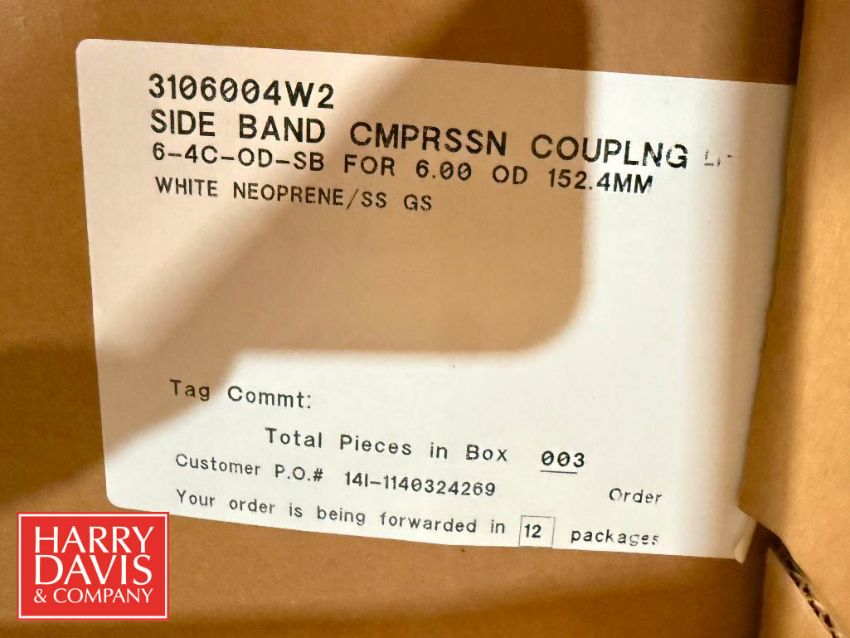 3106004W2
SIDE BAND CMPRSSN COUPLNG
6-4C-OD-SB FOR 6.00 OD 152.4MM
WHITE NEOPRENE/SS GS
Tag Commt:
Total Pieces in Box 003
Customer P.O.# 14I-1140324269 Order
Your order is being forwarded in 12 packages
HARRY
DAVIS
& COMPANY